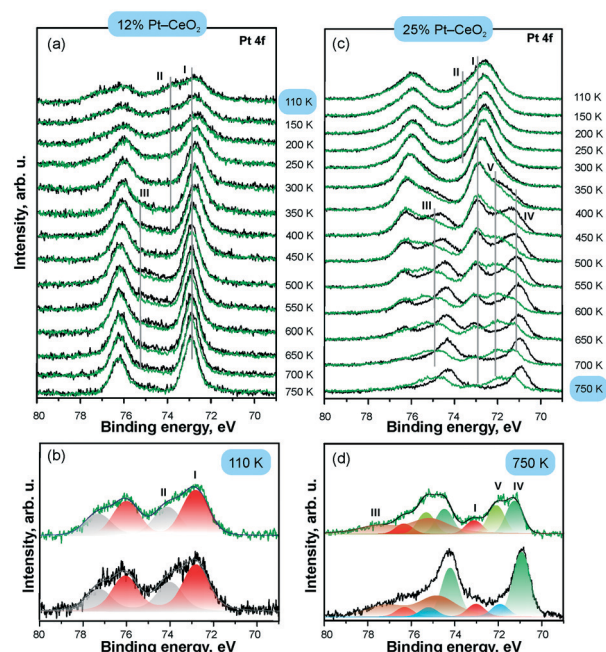 12% Pt–CeO₂
25% Pt–CeO₂
(a)
Pt 4f
I
II
III
110 K
150 K
200 K
250 K
300 K
350 K
400 K
450 K
500 K
550 K
600 K
650 K
700 K
750 K
Intensity, arb. u.
80 78 76 74 72 70
Binding energy, eV
(c)
Pt 4f
I
II
V
III
IV
110 K
150 K
200 K
250 K
300 K
350 K
400 K
450 K
500 K
550 K
600 K
650 K
700 K
750 K
80 78 76 74 72 70
Binding energy, eV
(b)
110 K
I
II
Intensity, arb. u.
80 78 76 74 72 70
Binding energy, eV
(d)
750 K
V IV
I
III
Intensity, arb. u.
80 78 76 74 72 70
Binding energy, eV